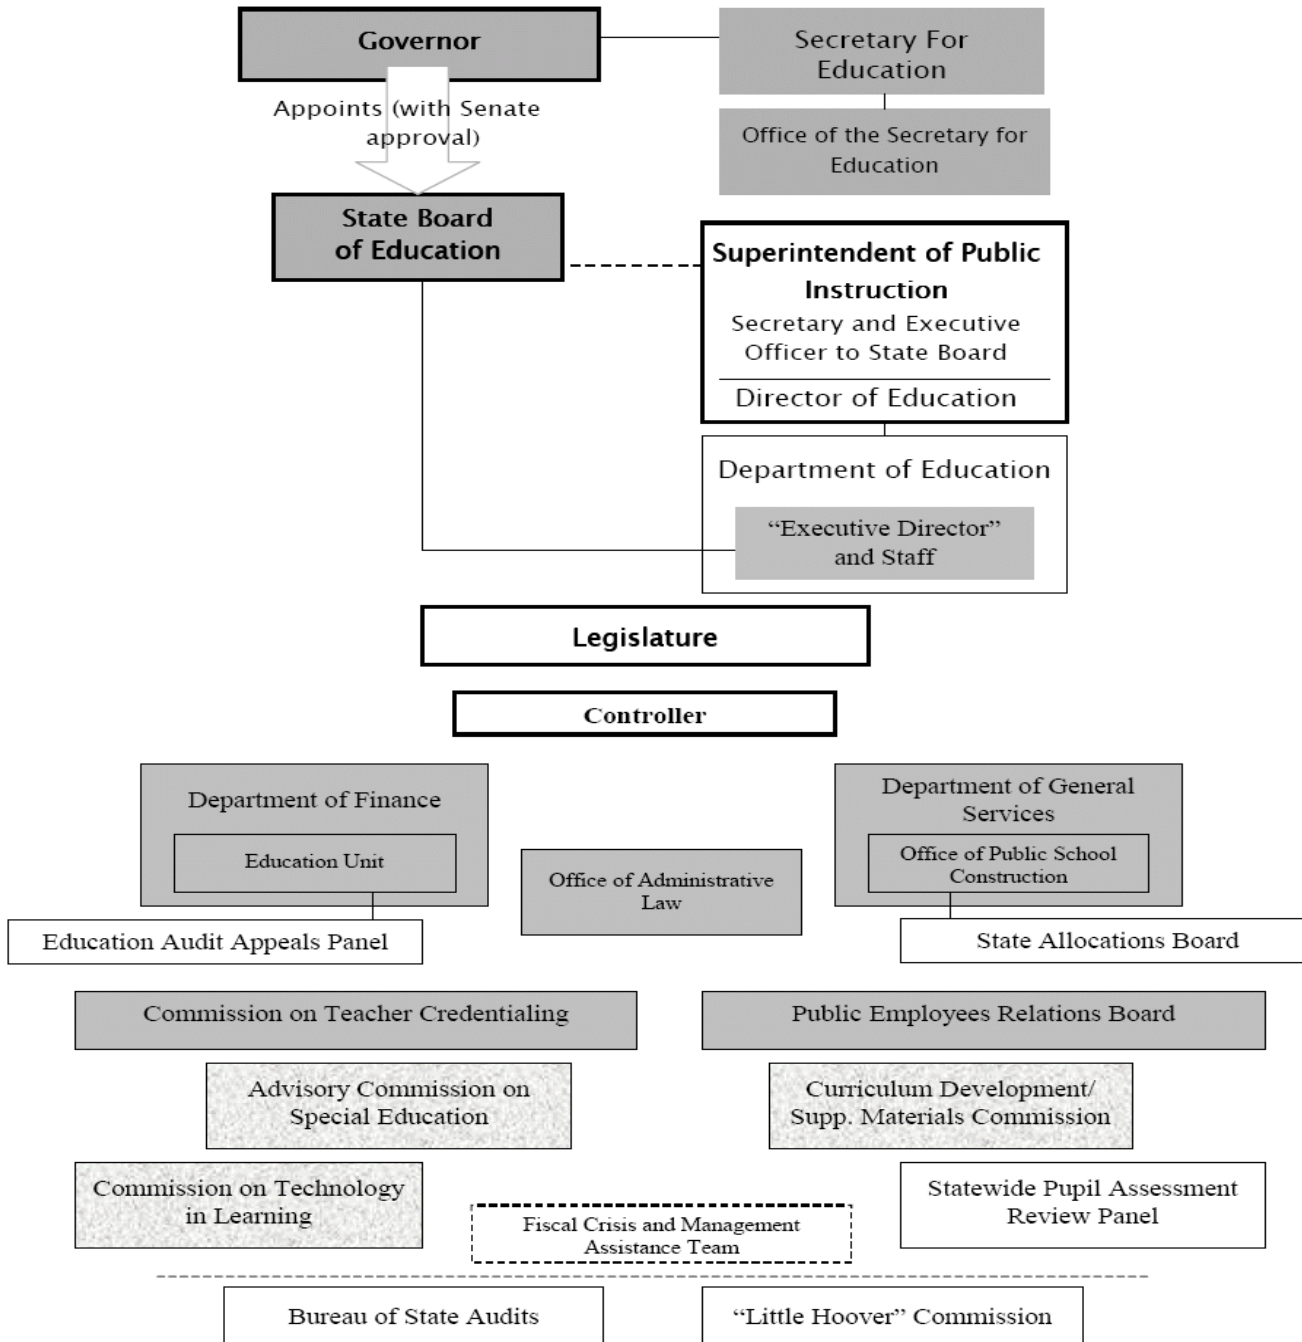 Governor
Secretary For
Education
Appoints (with Senate
approval)
Office of the Secretary for
Education
State Board
of Education
Superintendent of Public
Instruction
Secretary and Executive
Officer to State Board
Director of Education
Department of Education
“Executive Director”
and Staff
Legislature
Controller
Department of Finance
Education Unit
Department of General
Services
Office of Public School
Construction
Office of Administrative
Law
Education Audit Appeals Panel
State Allocations Board
Commission on Teacher Credentialing
Public Employees Relations Board
Advisory Commission on
Special Education
Curriculum Development/
Supp. Materials Commission
Commission on Technology
in Learning
Statewide Pupil Assessment
Review Panel
Fiscal Crisis and Management
Assistance Team
Bureau of State Audits
“Little Hoover” Commission